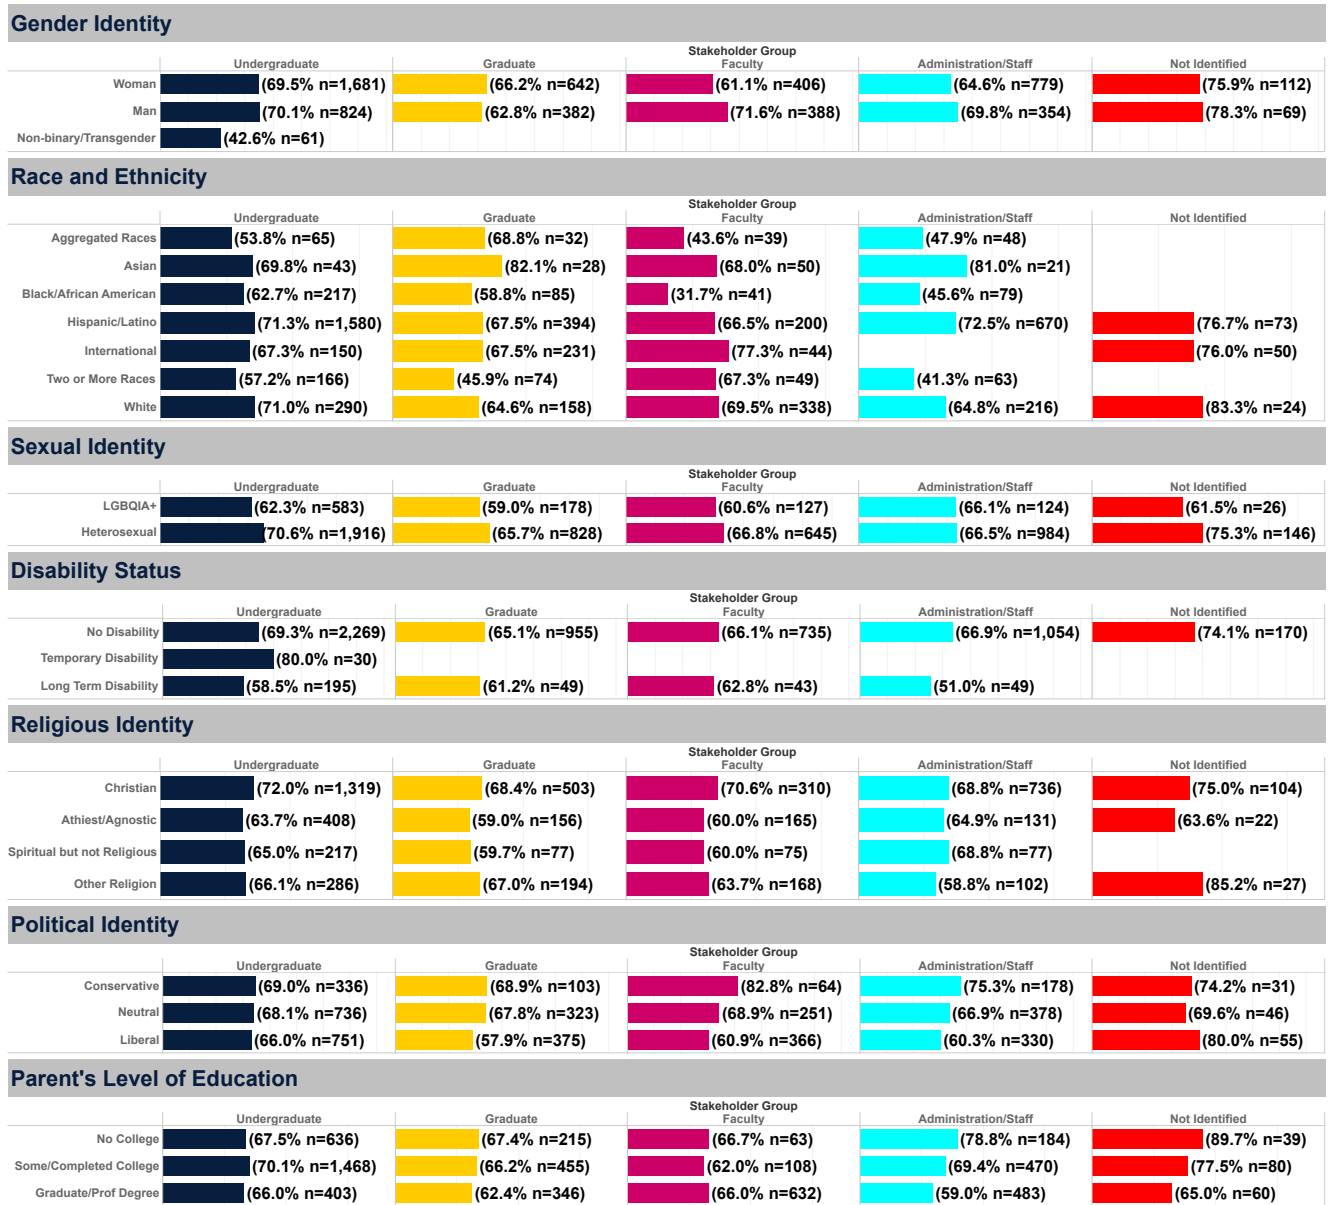 Gender Identity
Stakeholder Group
Undergraduate Graduate Faculty Administration/Staff Not Identified
Woman (69.5% n=1,681) (66.2% n=642) (61.1% n=406) (64.6% n=779) (75.9% n=112)
Man (70.1% n=824) (62.8% n=382) (71.6% n=388) (69.8% n=354) (78.3% n=69)
Non-binary/Transgender (42.6% n=61)
Race and Ethnicity
Stakeholder Group
Undergraduate Graduate Faculty Administration/Staff Not Identified
Aggregated Races (53.8% n=65) (68.8% n=32) (43.6% n=39) (47.9% n=48)
Asian (69.8% n=43) (82.1% n=28) (68.0% n=50) (81.0% n=21)
Black/African American (62.7% n=217) (58.8% n=85) (31.7% n=41) (45.6% n=79)
Hispanic/Latino (71.3% n=1,580) (67.5% n=394) (66.5% n=200) (72.5% n=670) (76.7% n=73)
International (67.3% n=150) (67.5% n=231) (77.3% n=44) (76.0% n=50)
Two or More Races (57.2% n=166) (45.9% n=74) (67.3% n=49) (41.3% n=63)
White (71.0% n=290) (64.6% n=158) (69.5% n=338) (64.8% n=216) (83.3% n=24)
Sexual Identity
Stakeholder Group
Undergraduate Graduate Faculty Administration/Staff Not Identified
LGBQIA+ (62.3% n=583) (59.0% n=178) (60.6% n=127) (66.1% n=124) (61.5% n=26)
Heterosexual (70.6% n=1,916) (65.7% n=828) (66.8% n=645) (66.5% n=984) (75.3% n=146)
Disability Status
Stakeholder Group
Undergraduate Graduate Faculty Administration/Staff Not Identified
No Disability (69.3% n=2,269) (65.1% n=955) (66.1% n=735) (66.9% n=1,054) (74.1% n=170)
Temporary Disability (80.0% n=30)
Long Term Disability (58.5% n=195) (61.2% n=49) (62.8% n=43) (51.0% n=49)
Religious Identity
Stakeholder Group
Undergraduate Graduate Faculty Administration/Staff Not Identified
Christian (72.0% n=1,319) (68.4% n=503) (70.6% n=310) (68.8% n=736) (75.0% n=104)
Athiest/Agnostic (63.7% n=408) (59.0% n=156) (60.0% n=165) (64.9% n=131) (63.6% n=22)
Spiritual but not Religious (65.0% n=217) (59.7% n=77) (60.0% n=75) (68.8% n=77)
Other Religion (66.1% n=286) (67.0% n=194) (63.7% n=168) (58.8% n=102) (85.2% n=27)
Political Identity
Stakeholder Group
Undergraduate Graduate Faculty Administration/Staff Not Identified
Conservative (69.0% n=336) (68.9% n=103) (82.8% n=64) (75.3% n=178) (74.2% n=31)
Neutral (68.1% n=736) (67.8% n=323) (68.9% n=251) (66.9% n=378) (69.6% n=46)
Liberal (66.0% n=751) (57.9% n=375) (60.9% n=366) (60.3% n=330) (80.0% n=55)
Parent's Level of Education
Stakeholder Group
Undergraduate Graduate Faculty Administration/Staff Not Identified
No College (67.5% n=636) (67.4% n=215) (66.7% n=63) (78.8% n=184) (89.7% n=39)
Some/Completed College (70.1% n=1,468) (66.2% n=455) (62.0% n=108) (69.4% n=470) (77.5% n=80)
Graduate/Prof Degree (66.0% n=403) (62.4% n=346) (66.0% n=632) (59.0% n=483) (65.0% n=60)